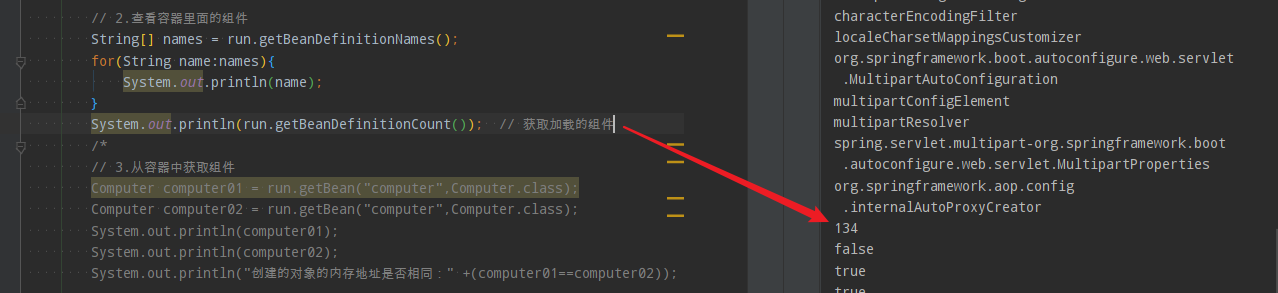 // 2.查看容器里面的组件
String[] names = run.getBeanDefinitionNames();
for(String name:names){
System.out.println(name);
}
System.out.println(run.getBeanDefinitionCount()); // 获取加载的组件
/*
// 3.从容器中获取组件
Computer computer01 = run.getBean("computer",Computer.class);
Computer computer02 = run.getBean("computer",Computer.class);
System.out.println(computer01);
System.out.println(computer02);
System.out.println("创建的对象的内存地址是否相同：" +(computer01==computer02));
characterEncodingFilter
localeCharsetMappingsCustomizer
org.springframework.boot.autoconfigure.web.servlet
.MultipartAutoConfiguration
multipartConfigElement
multipartResolver
spring.servlet.multipart-org.springframework.boot
.autoconfigure.web.servlet.MultipartProperties
org.springframework.aop.config
.internalAutoProxyCreator
134
false
true
true